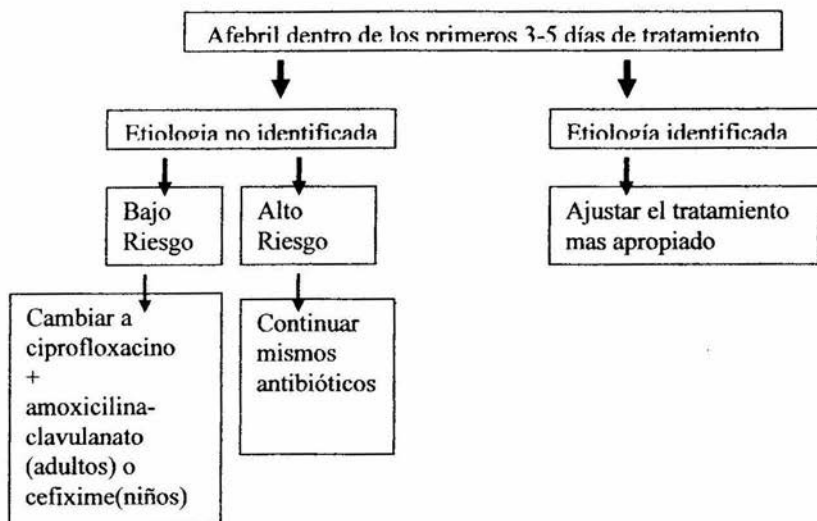 Afebril dentro de los primeros 3-5 días de tratamiento
Etiologia no identificada
Etiología identificada
Bajo
Riesgo
Alto
Riesgo
Ajustar el tratamiento
mas apropiado
Cambiar a
ciprofloxacino
+
amoxicilina-
clavulanato
(adultos) o
cefixime(niños)
Continuar
mismos
antibióticos